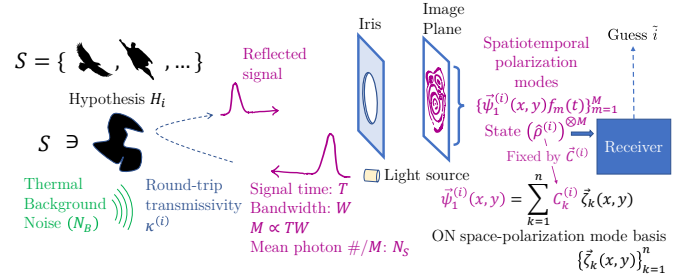 S = { , , ...}
Hypothesis H_i
S ∋
Thermal
Background
Noise (N_B)
Round-trip
transmissivity
κ^(i)
Reflected
signal
Signal time: T
Bandwidth: W
M ∝ TW
Mean photon #/M: N_S
Iris
Image
Plane
Light source
Spatiotemporal
polarization
modes
{ψ⃗_1^(i)(x, y)f_m(t)}_{m=1}^M
State (ρ̂^(i))^⊗M
Fixed by C⃗^(i)
Guess ĩ
Receiver
ψ⃗_1^(i)(x, y) = ∑_{k=1}^n C_k^(i) ζ⃗_k(x, y)
ON space-polarization mode basis
{ζ⃗_k(x, y)}_{k=1}^n